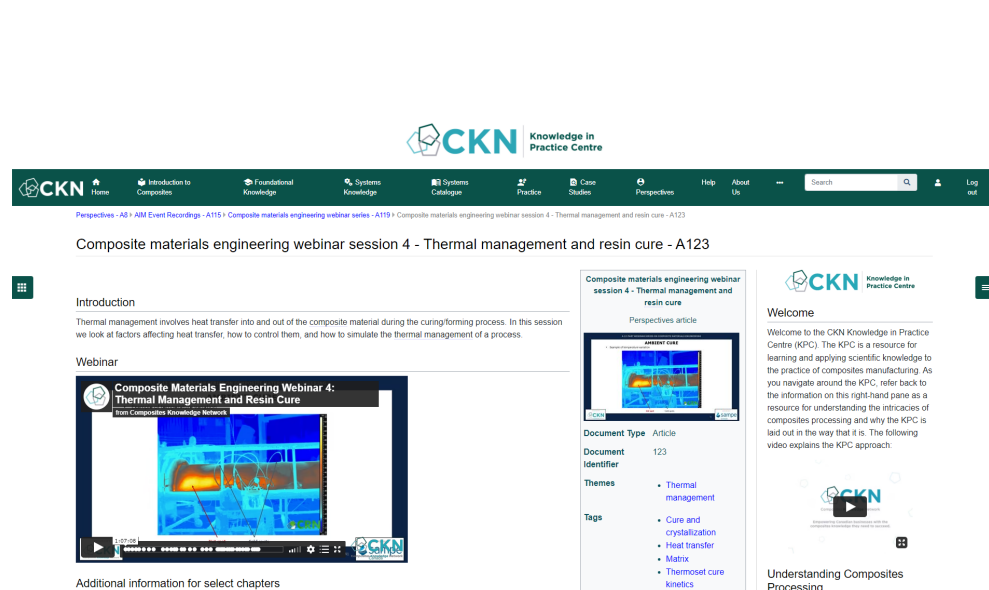 CKN
Knowledge in
Practice Centre
CKN
Home
Introduction to
Composites
Foundational
Knowledge
Systems
Knowledge
Systems
Catalogue
Practice
Case
Studies
Perspectives
Help
About
Us
Search
Log
out
Perspectives - A8 › AIM Event Recordings - A115 › Composite materials engineering webinar series - A119 › Composite materials engineering webinar session 4 - Thermal management and resin cure - A123
Composite materials engineering webinar session 4 - Thermal management and resin cure - A123
Introduction
Thermal management involves heat transfer into and out of the composite material during the curing/forming process. In this session
we look at factors affecting heat transfer, how to control them, and how to simulate the thermal management of a process.
Webinar
Composite Materials Engineering Webinar 4:
Thermal Management and Resin Cure
from Composites Knowledge Network
1:07:06
CKN
sampe
Additional information for select chapters
Composite materials engineering webinar
session 4 - Thermal management and
resin cure
Perspectives article
AMBIENT CURE
CKN
sampe
Document Type Article
Document
Identifier
123
Themes
• Thermal
management
Tags
• Cure and
crystallization
• Heat transfer
• Matrix
• Thermoset cure
kinetics
CKN
Knowledge in
Practice Centre
Welcome
Welcome to the CKN Knowledge in Practice
Centre (KPC). The KPC is a resource for
learning and applying scientific knowledge to
the practice of composites manufacturing. As
you navigate around the KPC, refer back to
the information on this right-hand pane as a
resource for understanding the intricacies of
composites processing and why the KPC is
laid out in the way that it is. The following
video explains the KPC approach:
CKN
Understanding Composites
Processing